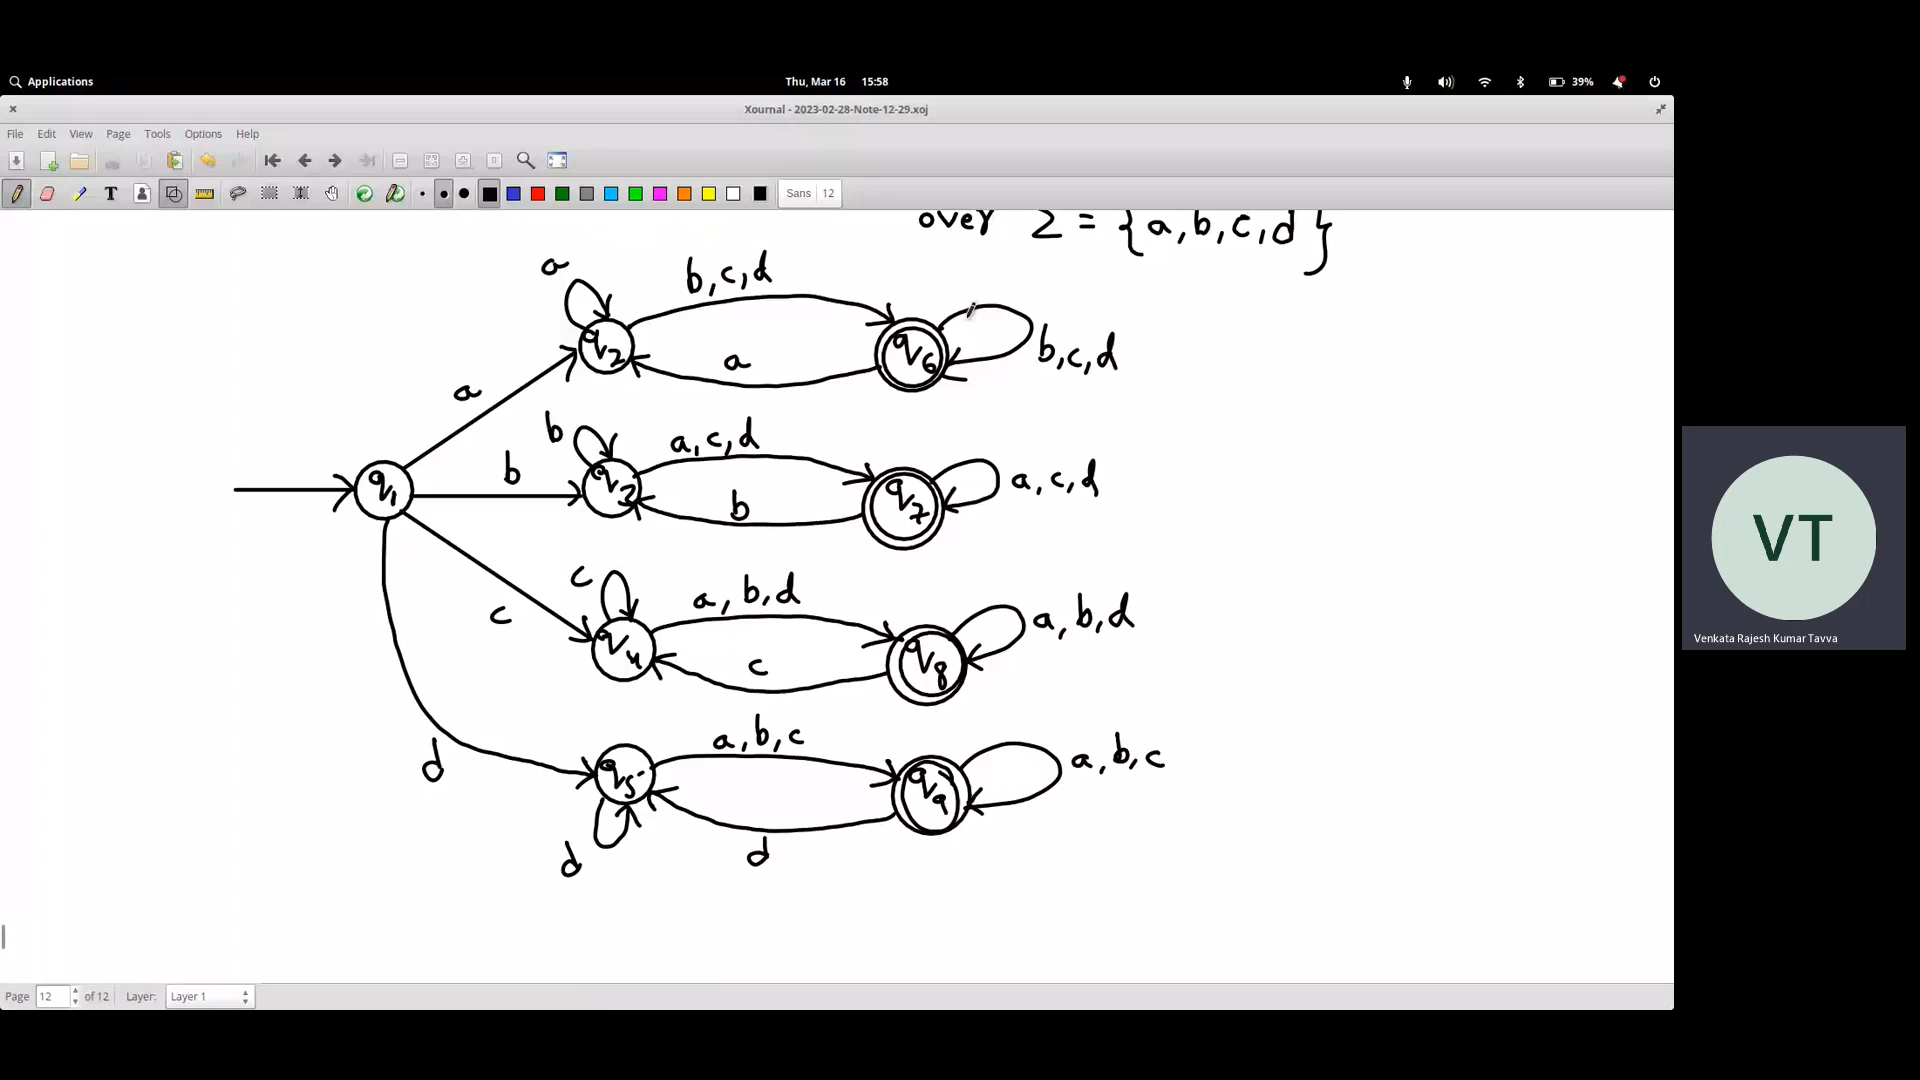 Applications Thu, Mar 16 15:58 39%
Xournal - 2023-02-28-Note-12-29.xoj
File Edit View Page Tools Options Help
T Sans 12
over Σ = {a,b,c,d}
a b,c,d
q2 a q6 b,c,d
a
b a,c,d
q1 b q3 b q7 a,c,d
c a,b,d
c q4 c q8 a,b,d
a,b,c
d q5 q9 a,b,c
d d
VT
Venkata Rajesh Kumar Tavva
Page 12 of 12 Layer: Layer 1